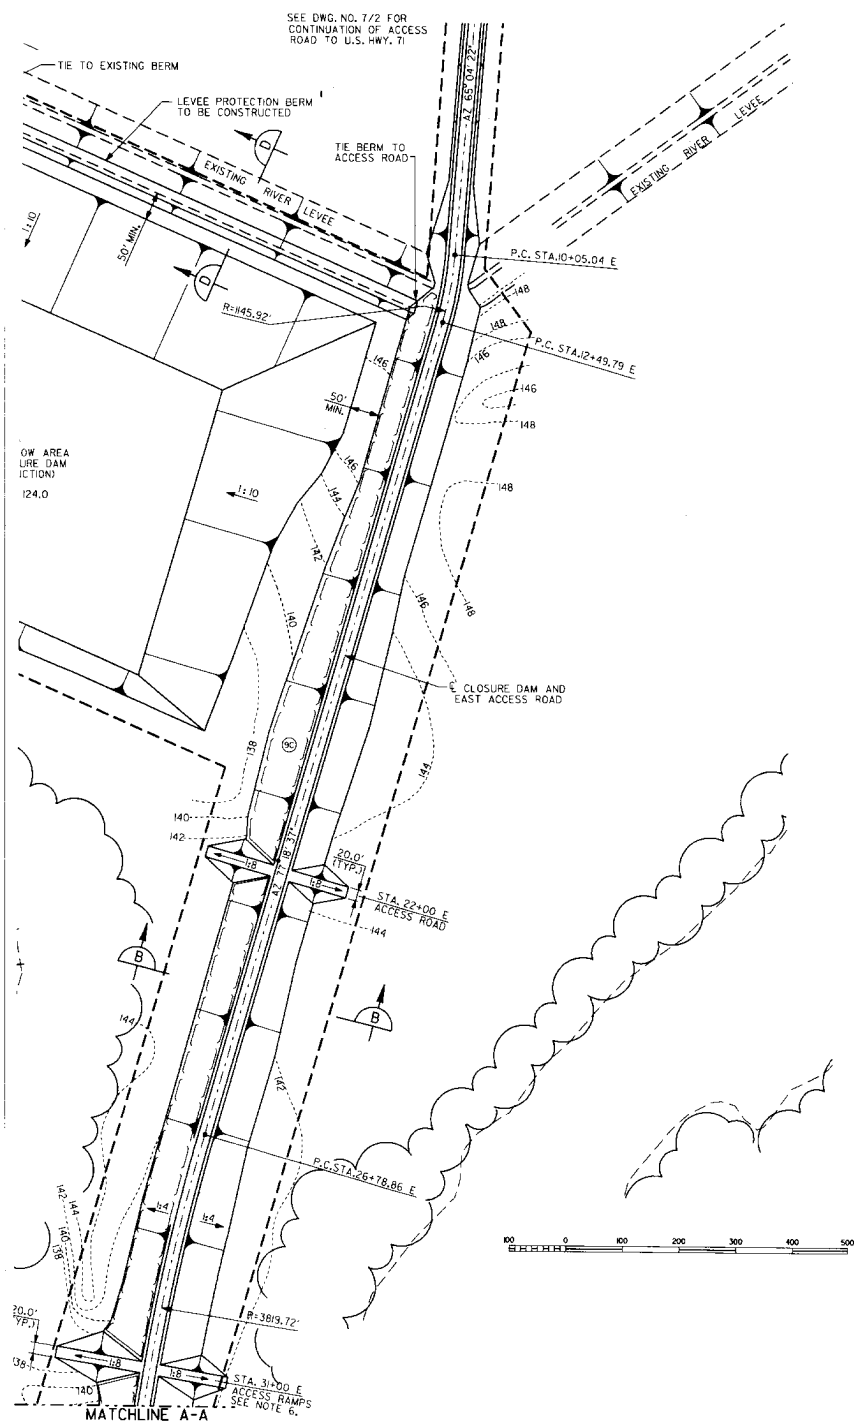 SEE DWG. NO. 7/2 FOR
CONTINUATION OF ACCESS
ROAD TO U.S. HWY. 71
TIE TO EXISTING BERM
LEVEE PROTECTION BERM
TO BE CONSTRUCTED
D
TIE BERM TO
ACCESS ROAD
AZ 65° 04' 22"
EXISTING RIVER LEVEE
EXISTING RIVER LEVEE
1:10
50' MIN.
D
P.C. STA.10+05.04 E
R=1145.92'
148
148
146
P.C. STA.12+49.79 E
146
146
148
50'
MIN.
OW AREA
URE DAM
ICTION)
124.0
1:10
146
144
148
142
140
146
148
℄ CLOSURE DAM AND
EAST ACCESS ROAD
138
9C
144
140
142
1:8
AZ 77° 18' 37"
20.0'
(TYP.)
1:8
STA. 22+00 E
ACCESS ROAD
144
B
B
144
142
P.C.STA.26+78.86 E
142
144
140
138
1:4
1:4
100 0 100 200 300 400 500
20.0'
YP.)
R=3819.72'
138
1:8
1:8
140
STA. 31+00 E
ACCESS RAMPS
SEE NOTE 6.
MATCHLINE A-A